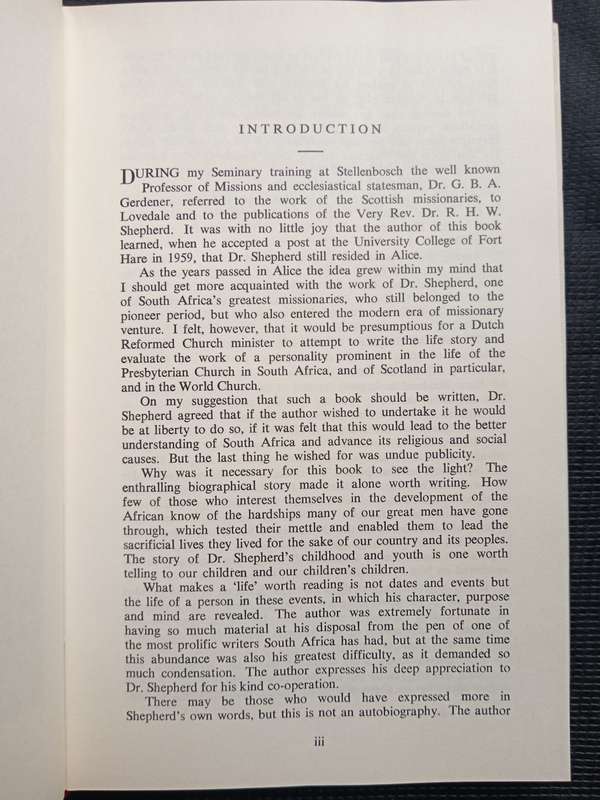 INTRODUCTION
DURING my Seminary training at Stellenbosch the well known
Professor of Missions and ecclesiastical statesman, Dr. G. B. A.
Gerdener, referred to the work of the Scottish missionaries, to
Lovedale and to the publications of the Very Rev. Dr. R. H. W.
Shepherd. It was with no little joy that the author of this book
learned, when he accepted a post at the University College of Fort
Hare in 1959, that Dr. Shepherd still resided in Alice.
As the years passed in Alice the idea grew within my mind that
I should get more acquainted with the work of Dr. Shepherd, one
of South Africa's greatest missionaries, who still belonged to the
pioneer period, but who also entered the modern era of missionary
venture. I felt, however, that it would be presumptious for a Dutch
Reformed Church minister to attempt to write the life story and
evaluate the work of a personality prominent in the life of the
Presbyterian Church in South Africa, and of Scotland in particular,
and in the World Church.
On my suggestion that such a book should be written, Dr.
Shepherd agreed that if the author wished to undertake it he would
be at liberty to do so, if it was felt that this would lead to the better
understanding of South Africa and advance its religious and social
causes. But the last thing he wished for was undue publicity.
Why was it necessary for this book to see the light? The
enthralling biographical story made it alone worth writing. How
few of those who interest themselves in the development of the
African know of the hardships many of our great men have gone
through, which tested their mettle and enabled them to lead the
sacrificial lives they lived for the sake of our country and its peoples.
The story of Dr. Shepherd's childhood and youth is one worth
telling to our children and our children's children.
What makes a 'life' worth reading is not dates and events but
the life of a person in these events, in which his character, purpose
and mind are revealed. The author was extremely fortunate in
having so much material at his disposal from the pen of one of
the most prolific writers South Africa has had, but at the same time
this abundance was also his greatest difficulty, as it demanded so
much condensation. The author expresses his deep appreciation to
Dr. Shepherd for his kind co-operation.
There may be those who would have expressed more in
Shepherd's own words, but this is not an autobiography. The author
iii